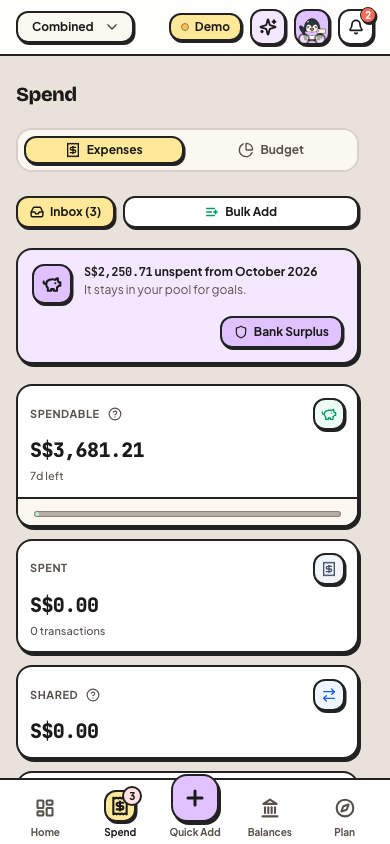 Combined
Demo
2
Spend
Expenses
Budget
Inbox (3)
Bulk Add
S$2,250.71 unspent from October 2026
It stays in your pool for goals.
Bank Surplus
SPENDABLE
S$3,681.21
7d left
SPENT
S$0.00
0 transactions
SHARED
S$0.00
3
Home
Spend
Quick Add
Balances
Plan